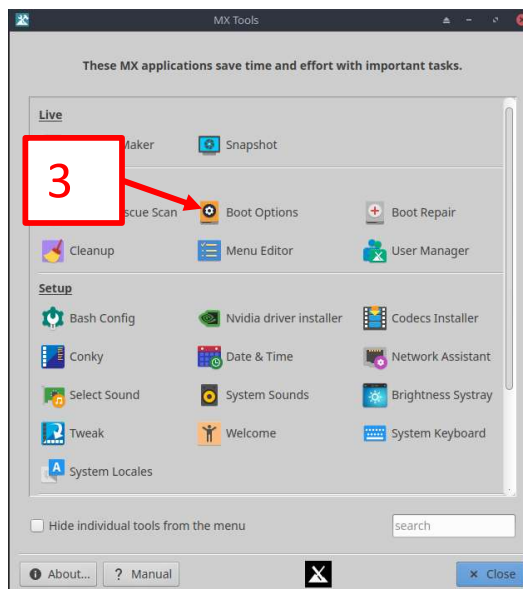 MX Tools
These MX applications save time and effort with important tasks.
Live
Maker Snapshot
3
scue Scan Boot Options Boot Repair
Cleanup Menu Editor User Manager
Setup
Bash Config Nvidia driver installer Codecs Installer
Conky Date & Time Network Assistant
Select Sound System Sounds Brightness Systray
Tweak Welcome System Keyboard
System Locales
Hide individual tools from the menu search
About... ? Manual Close